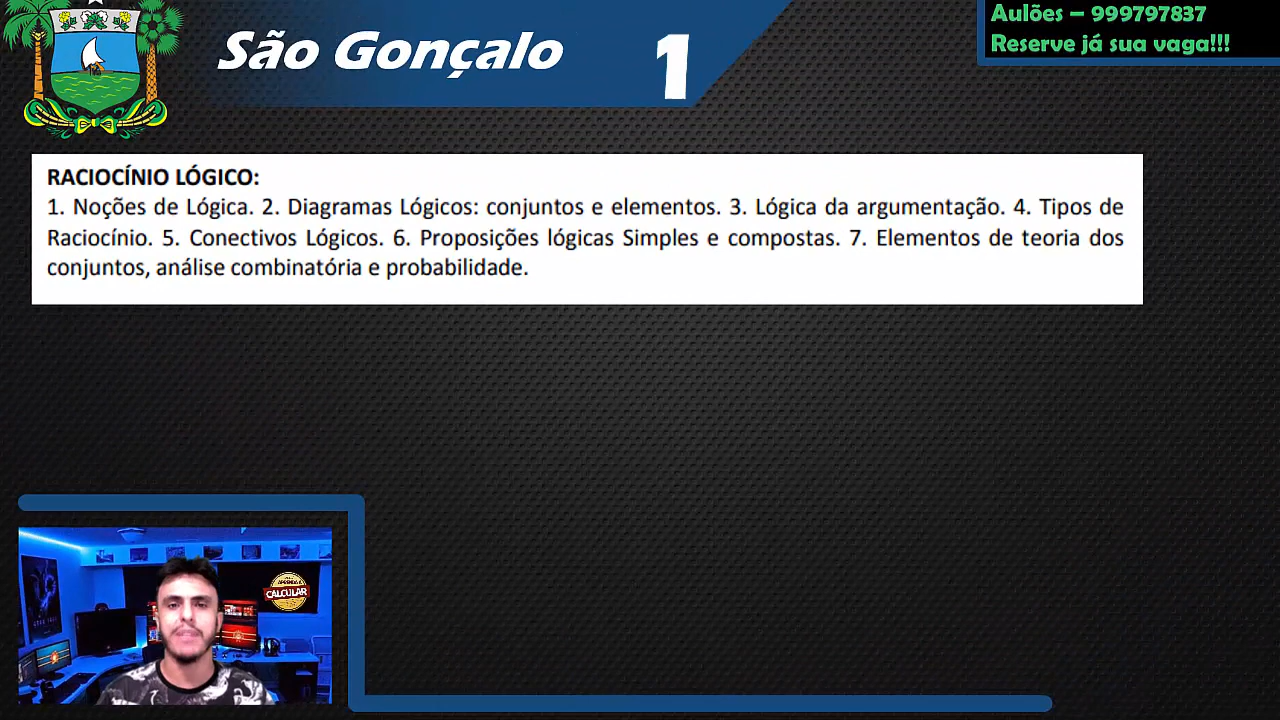 São Gonçalo
1
Aulões – 999797837
Reserve já sua vaga!!!
RACIOCÍNIO LÓGICO:
1. Noções de Lógica. 2. Diagramas Lógicos: conjuntos e elementos. 3. Lógica da argumentação. 4. Tipos de
Raciocínio. 5. Conectivos Lógicos. 6. Proposições lógicas Simples e compostas. 7. Elementos de teoria dos
conjuntos, análise combinatória e probabilidade.
APRENDA A
CALCULAR